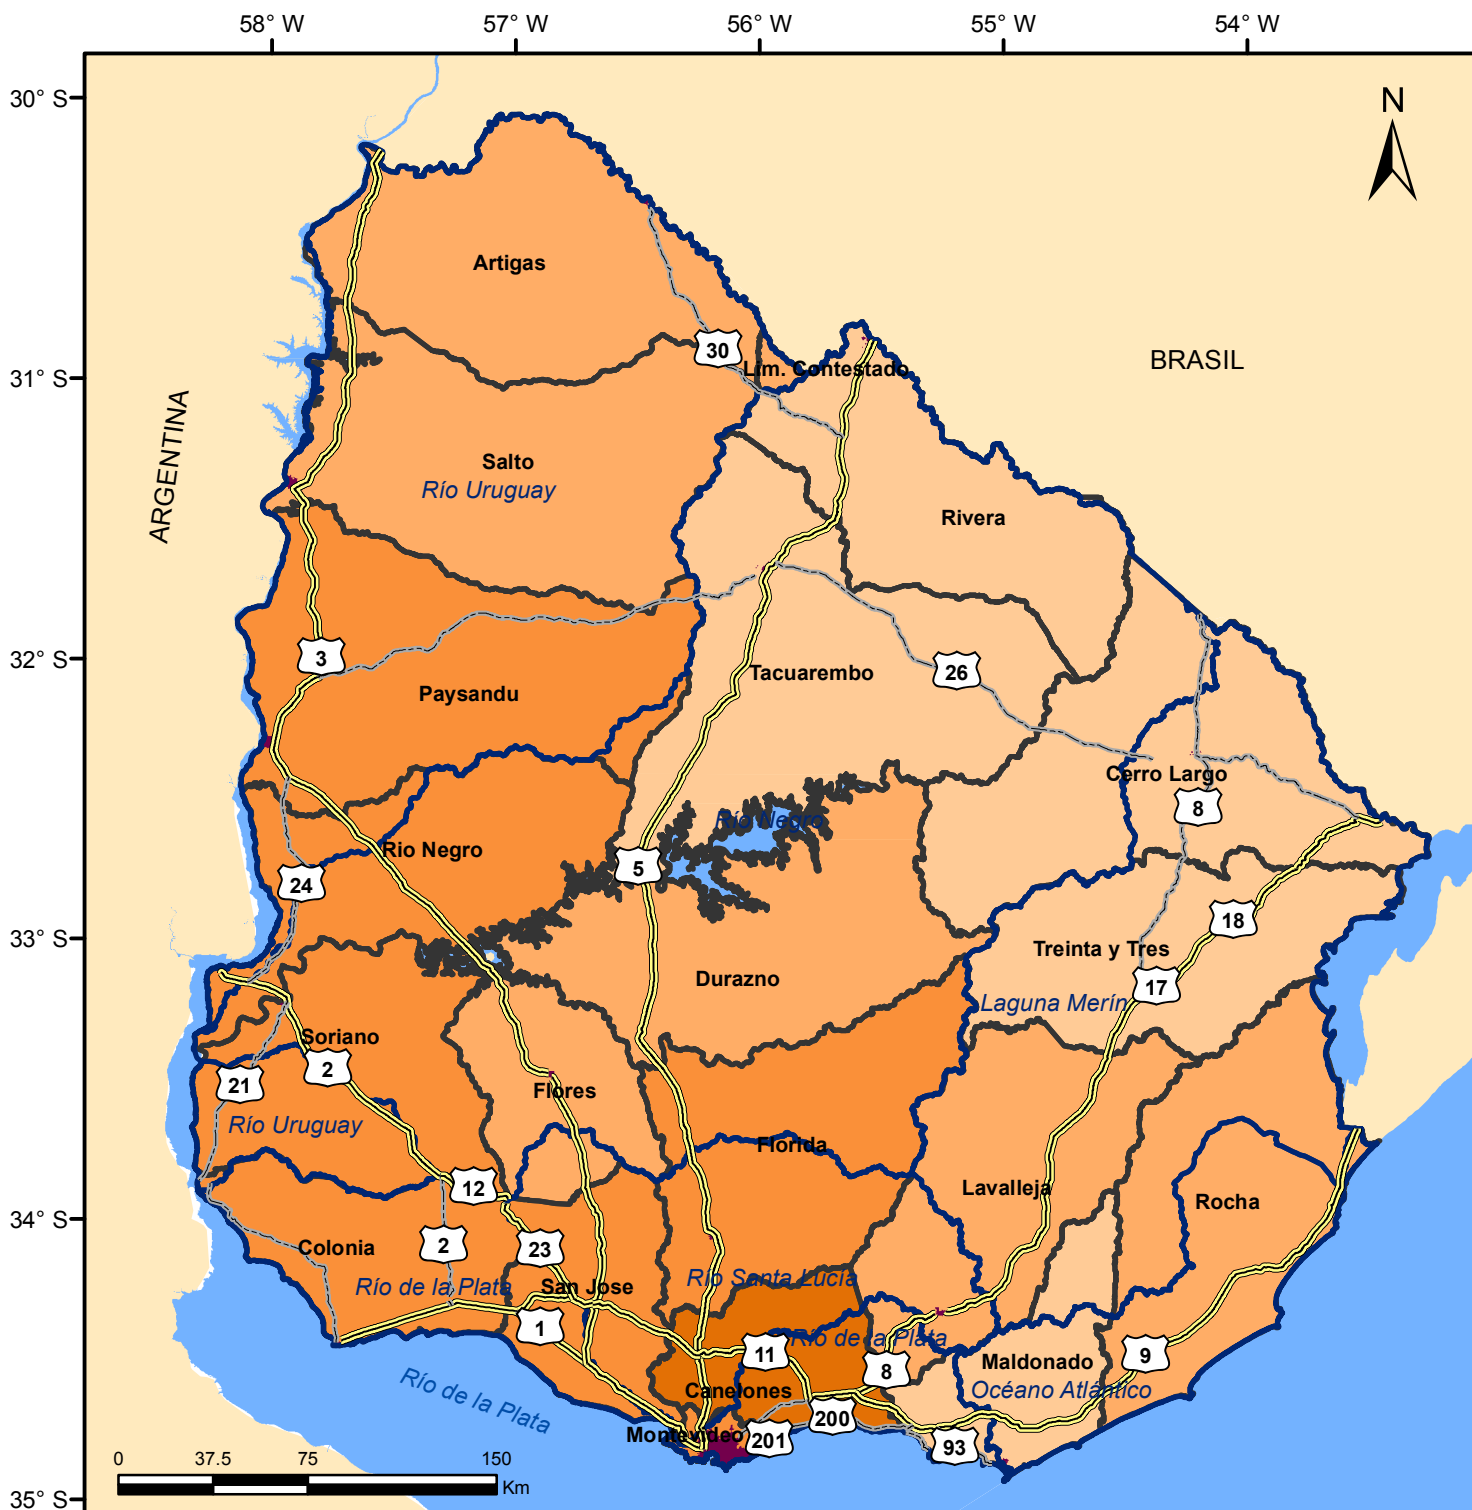 58° W 57° W 56° W 55° W 54° W
30° S
N
Artigas
30
BRASIL
31° S
Lim. Contestado
ARGENTINA
Salto
Río Uruguay
Rivera
32° S
3
26
Tacuarembo
Paysandu
Cerro Largo
8
Río Negro
Rio Negro
5
24
18
33° S
Treinta y Tres
Durazno
17
Laguna Merín
Soriano
2
21
Flores
Río Uruguay
Florida
12
Lavalleja
Rocha
34° S
Colonia
2
23
Río de la Plata
San Jose
Río Santa Lucía
1
Río de la Plata
11
8
9
Maldonado
Canelones
Océano Atlántico
Río de la Plata
200
Montevideo
201
93
0 37.5 75 150
Km
35° S